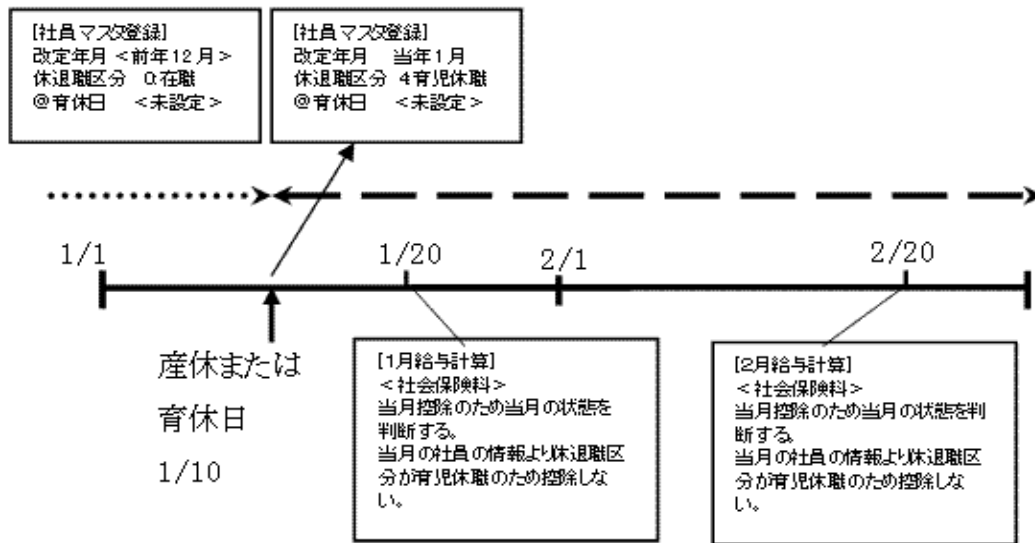 [社員マスタ登録]
改定年月 <前年12月>
休退職区分 0:在職
@育休日 <未設定>
[社員マスタ登録]
改定年月 当年1月
休退職区分 4:育児休職
@育休日 <未設定>
1/1
1/20
2/1
2/20
産休または
育休日
1/10
[1月給与計算]
<社会保険料>
当月控除のため当月の状態を
判断する。
当月の社員の情報より休退職区
分が育児休職のため控除しな
い。
[2月給与計算]
<社会保険料>
当月控除のため当月の状態を判
断する。
当月の社員の情報より休退職区
分が育児休職のため控除しな
い。